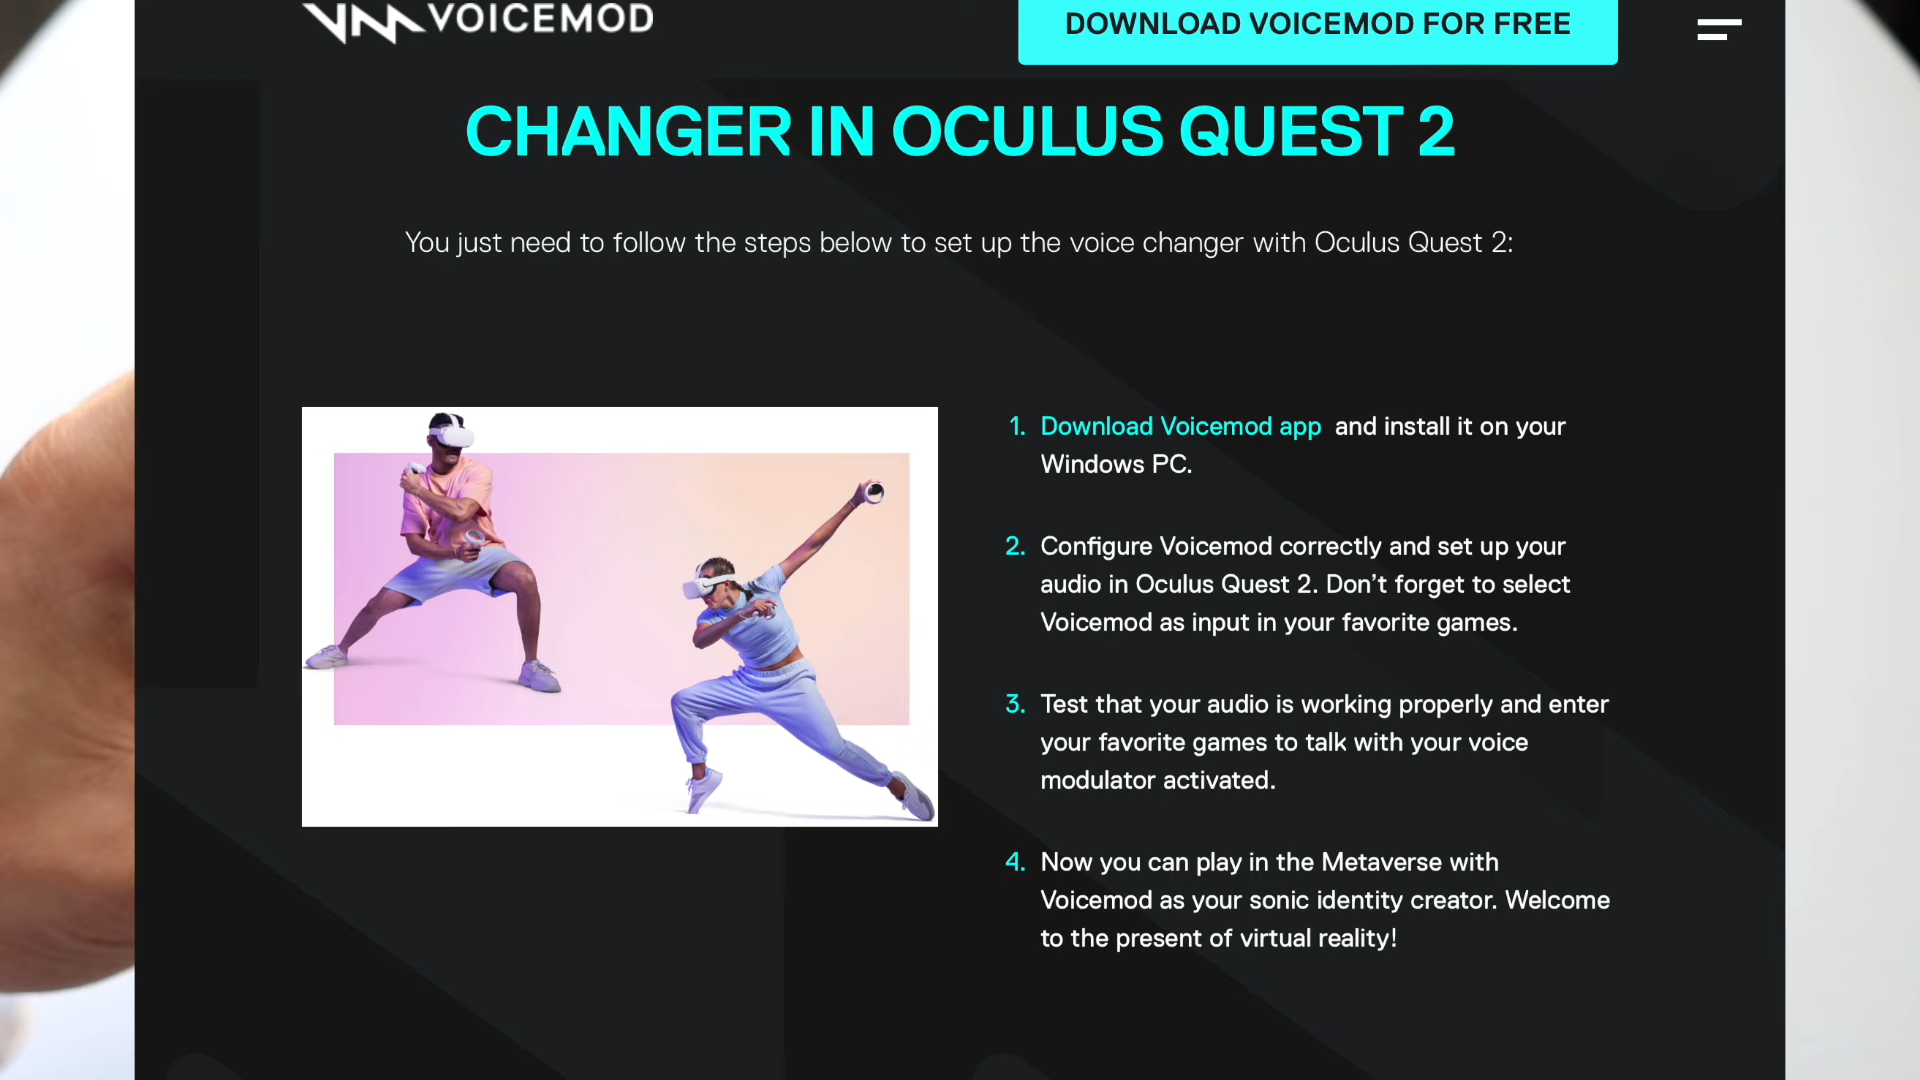 VOICEMOD
DOWNLOAD VOICEMOD FOR FREE
CHANGER IN OCULUS QUEST 2
You just need to follow the steps below to set up the voice changer with Oculus Quest 2:
1. Download Voicemod app and install it on your
Windows PC.
2. Configure Voicemod correctly and set up your
audio in Oculus Quest 2. Don’t forget to select
Voicemod as input in your favorite games.
3. Test that your audio is working properly and enter
your favorite games to talk with your voice
modulator activated.
4. Now you can play in the Metaverse with
Voicemod as your sonic identity creator. Welcome
to the present of virtual reality!